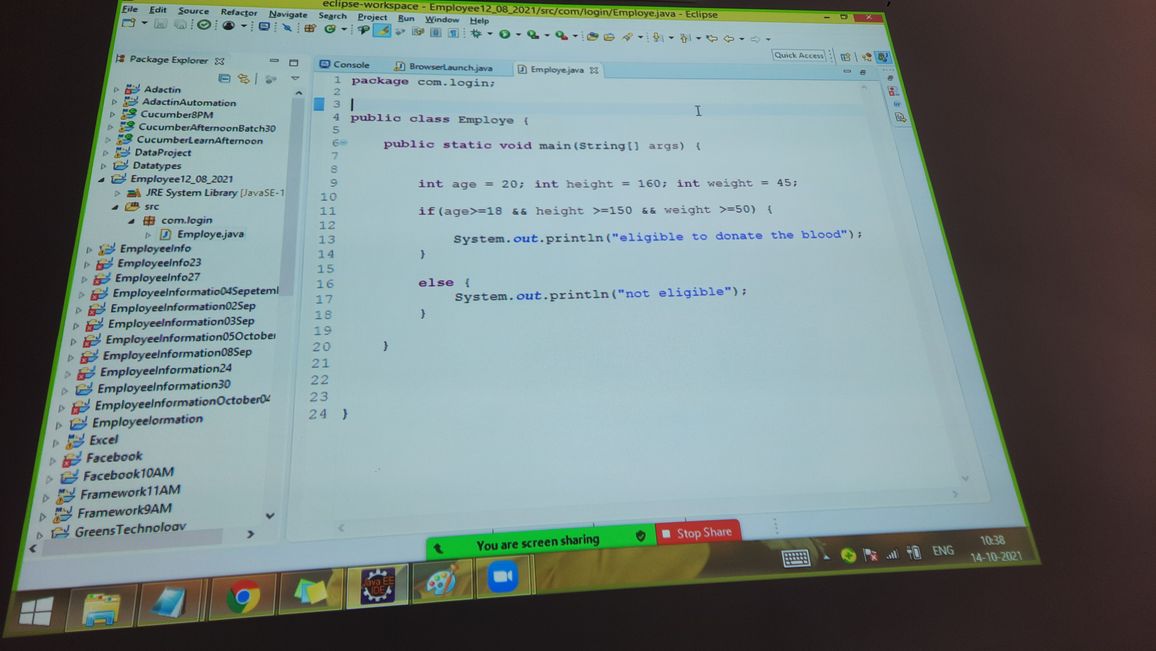 eclipse-workspace - Employee12_08_2021/src/com/login/Employe.java - Eclipse
File Edit Source Refactor Navigate Search Project Run Window Help
Quick Access
Package Explorer
Adactin
AdactinAutomation
Cucumber8PM
CucumberAfternoonBatch30
CucumberLearnAfternoon
DataProject
Datatypes
Employee12_08_2021
JRE System Library [JavaSE-1
src
com.login
Employe.java
EmployeeInfo
EmployeeInfo23
EmployeeInfo27
EmployeeInformatio04Sepeteml
EmployeeInformation02Sep
EmployeeInformation03Sep
EmployeeInformation05October
EmployeeInformation08Sep
EmployeeInformation24
EmployeeInformation30
EmployeeInformationOctober04
EmployeeIormation
Excel
Facebook
Facebook10AM
Framework11AM
Framework9AM
GreensTechnology
Console BrowserLaunch.java Employe.java
1 package com.login;
2
3
4 public class Employe {
5
6 public static void main(String[] args) {
7
8
9 int age = 20; int height = 160; int weight = 45;
10
11 if(age>=18 && height >=150 && weight >=50) {
12
13 System.out.println("eligible to donate the blood");
14 }
15
16 else {
17 System.out.println("not eligible");
18 }
19
20 }
21
22
23
24 }
You are screen sharing Stop Share
Java EE
IDE
ENG
10:38
14-10-2021